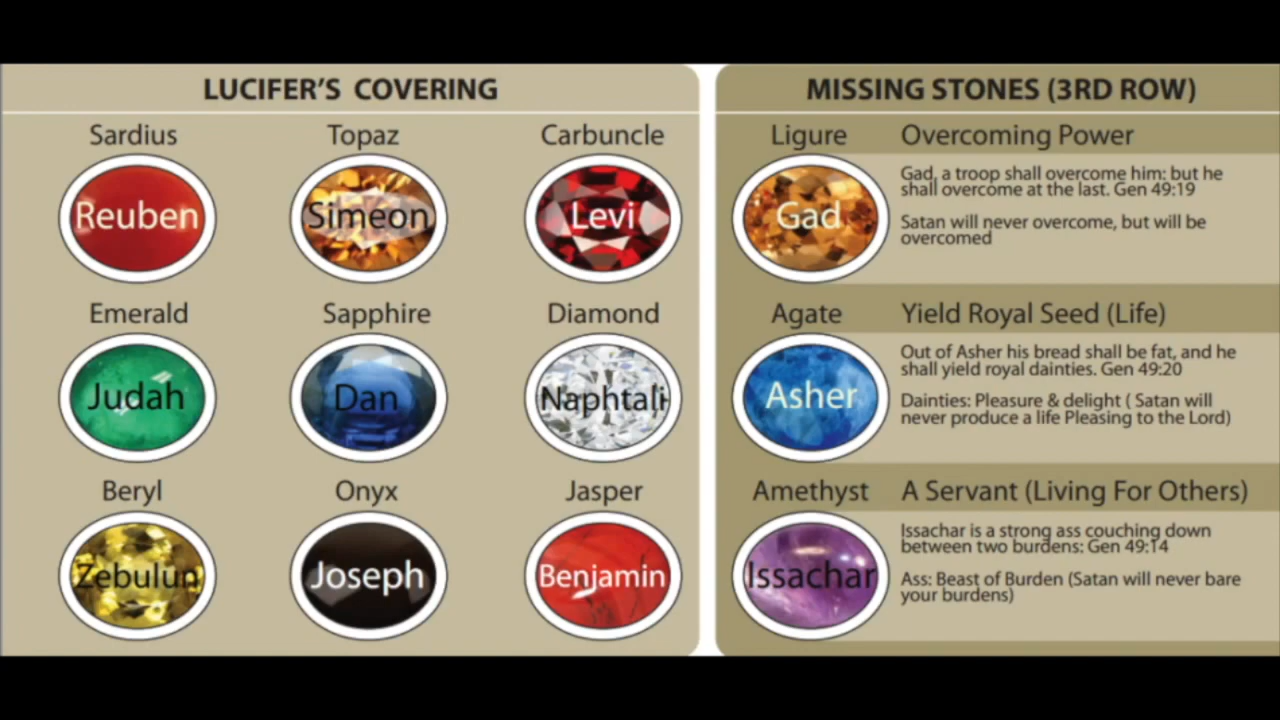 LUCIFER'S COVERING
Sardius Topaz Carbuncle
Reuben Simeon Levi
Emerald Sapphire Diamond
Judah Dan Naphtali
Beryl Onyx Jasper
Zebulun Joseph Benjamin
MISSING STONES (3RD ROW)
Ligure Overcoming Power
Gad
Gad, a troop shall overcome him: but he
shall overcome at the last. Gen 49:19
Satan will never overcome, but will be
overcomed
Agate Yield Royal Seed (Life)
Asher
Out of Asher his bread shall be fat, and he
shall yield royal dainties. Gen 49:20
Dainties: Pleasure & delight ( Satan will
never produce a life Pleasing to the Lord)
Amethyst A Servant (Living For Others)
Issachar
Issachar is a strong ass couching down
between two burdens: Gen 49:14
Ass: Beast of Burden (Satan will never bare
your burdens)